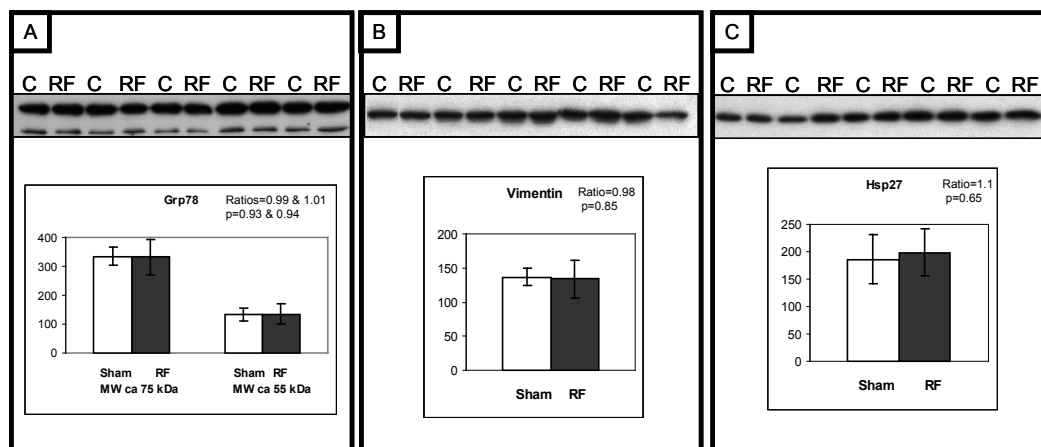 A
C RF C RF C RF C RF C RF
Grp78
Ratios=0.99 & 1.01
p=0.93 & 0.94
400
300
200
100
0
Sham RF Sham RF
MW ca 75 kDa MW ca 55 kDa
B
C RF C RF C RF C RF C RF
Vimentin
Ratio=0.98
p=0.85
200
150
100
50
0
Sham RF
C
C RF C RF C RF C RF C RF
Hsp27
Ratio=1.1
p=0.65
250
200
150
100
50
0
Sham RF